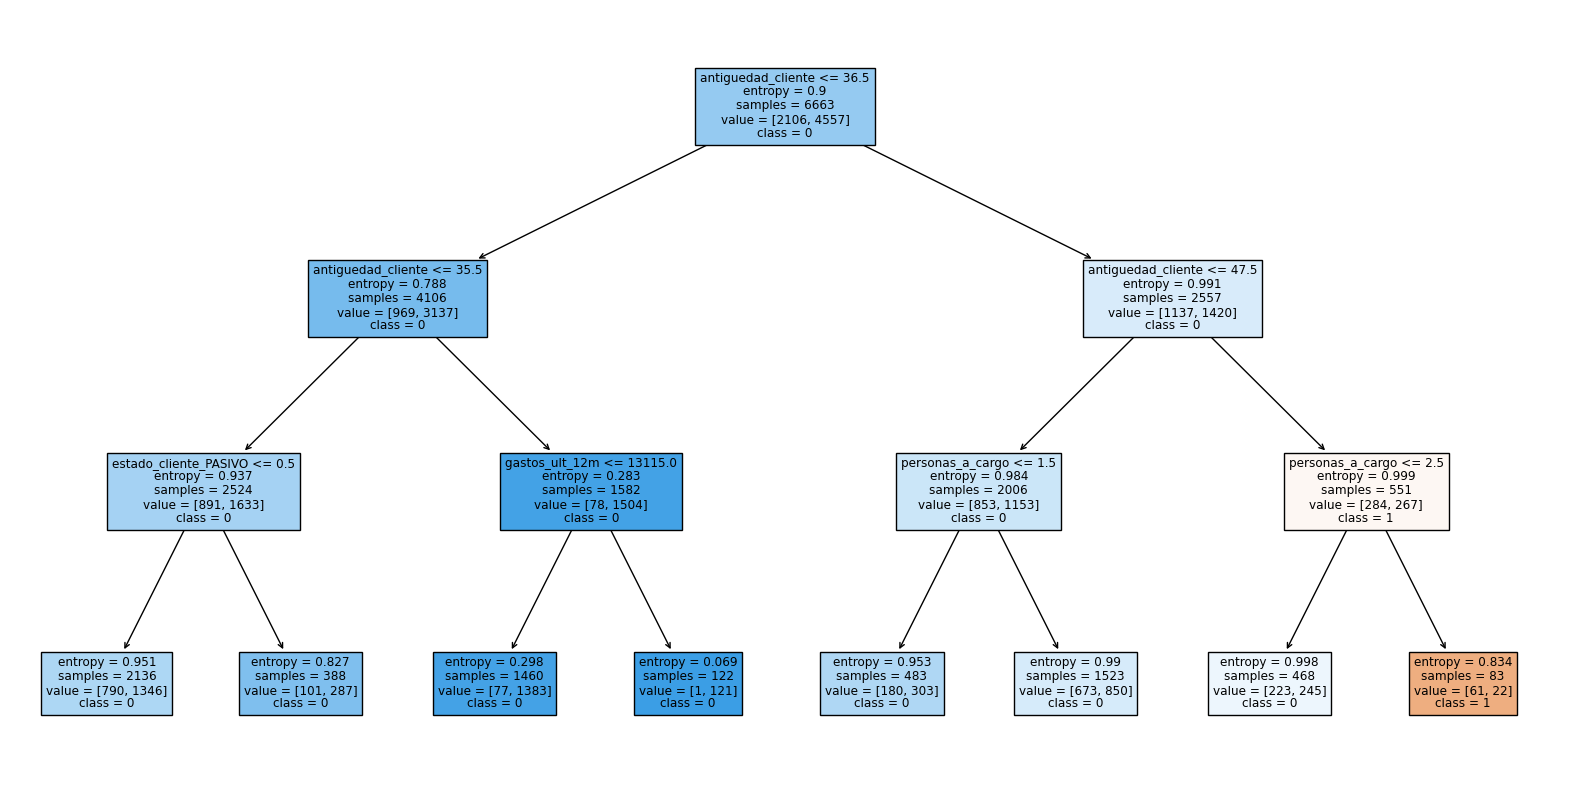 antiguedad_cliente <= 36.5
entropy = 0.9
samples = 6663
value = [2106, 4557]
class = 0
antiguedad_cliente <= 35.5
entropy = 0.788
samples = 4106
value = [969, 3137]
class = 0
antiguedad_cliente <= 47.5
entropy = 0.991
samples = 2557
value = [1137, 1420]
class = 0
estado_cliente_PASIVO <= 0.5
entropy = 0.937
samples = 2524
value = [891, 1633]
class = 0
gastos_ult_12m <= 13115.0
entropy = 0.283
samples = 1582
value = [78, 1504]
class = 0
personas_a_cargo <= 1.5
entropy = 0.984
samples = 2006
value = [853, 1153]
class = 0
personas_a_cargo <= 2.5
entropy = 0.999
samples = 551
value = [284, 267]
class = 1
entropy = 0.951
samples = 2136
value = [790, 1346]
class = 0
entropy = 0.827
samples = 388
value = [101, 287]
class = 0
entropy = 0.298
samples = 1460
value = [77, 1383]
class = 0
entropy = 0.069
samples = 122
value = [1, 121]
class = 0
entropy = 0.953
samples = 483
value = [180, 303]
class = 0
entropy = 0.99
samples = 1523
value = [673, 850]
class = 0
entropy = 0.998
samples = 468
value = [223, 245]
class = 0
entropy = 0.834
samples = 83
value = [61, 22]
class = 1